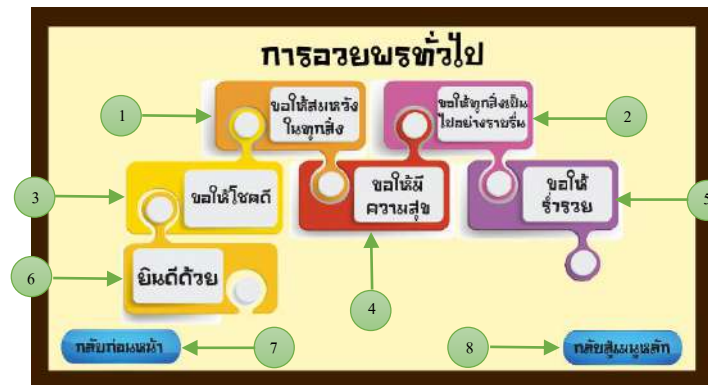 การอวยพรทั่วไป
1
ขอให้สมหวัง
ในทุกสิ่ง
ขอให้ทุกสิ่งเป็น
ไปอย่างราบรื่น
2
3
ขอให้โชคดี
ขอให้มี
ความสุข
ขอให้
ร่ำรวย
5
6
ยินดีด้วย
4
กลับก่อนหน้า
7
8
กลับสู่เมนูหลัก